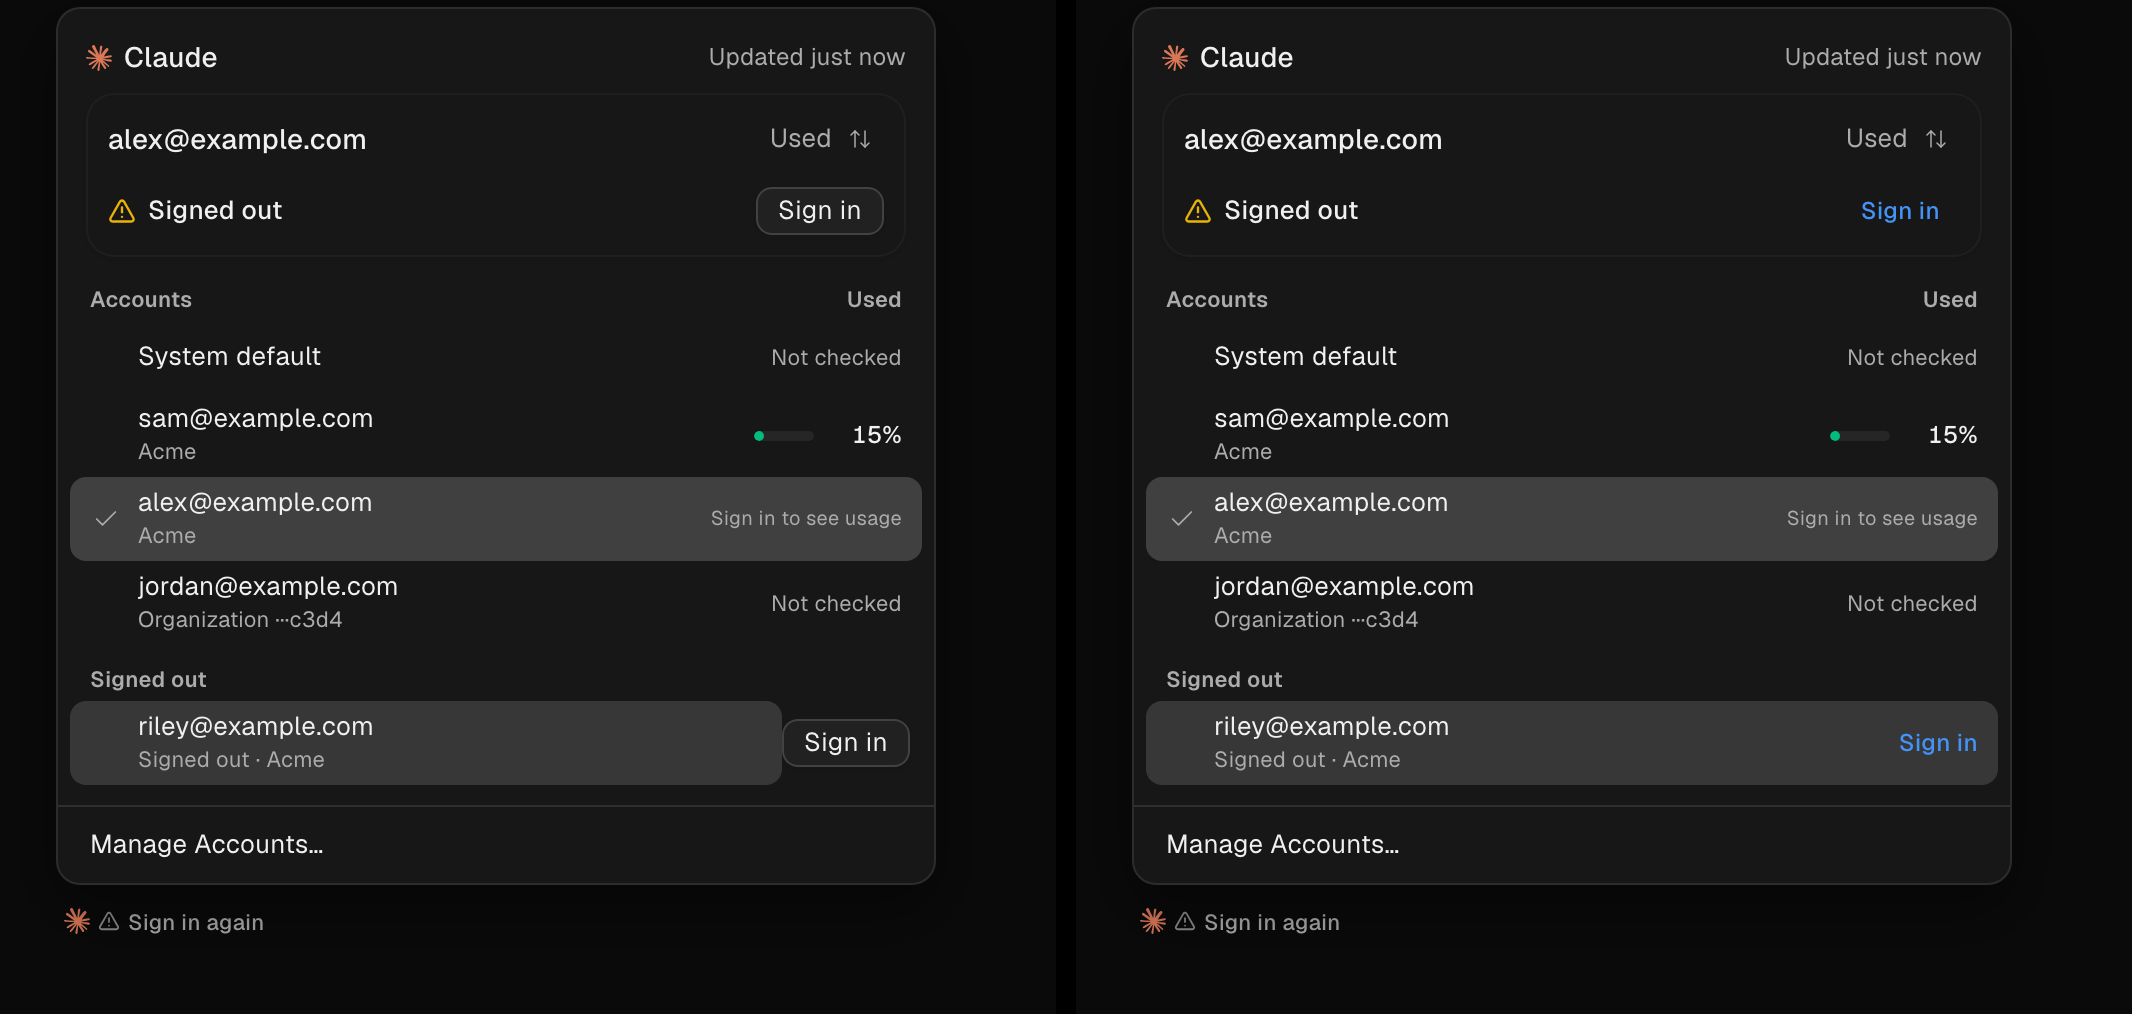 Claude
Updated just now
alex@example.com
Used
Signed out
Sign in
Accounts
Used
System default
Not checked
sam@example.com
Acme
15%
alex@example.com
Acme
Sign in to see usage
jordan@example.com
Organization ···c3d4
Not checked
Signed out
riley@example.com
Signed out · Acme
Sign in
Manage Accounts...
Sign in again
Claude
Updated just now
alex@example.com
Used
Signed out
Sign in
Accounts
Used
System default
Not checked
sam@example.com
Acme
15%
alex@example.com
Acme
Sign in to see usage
jordan@example.com
Organization ···c3d4
Not checked
Signed out
riley@example.com
Signed out · Acme
Sign in
Manage Accounts...
Sign in again